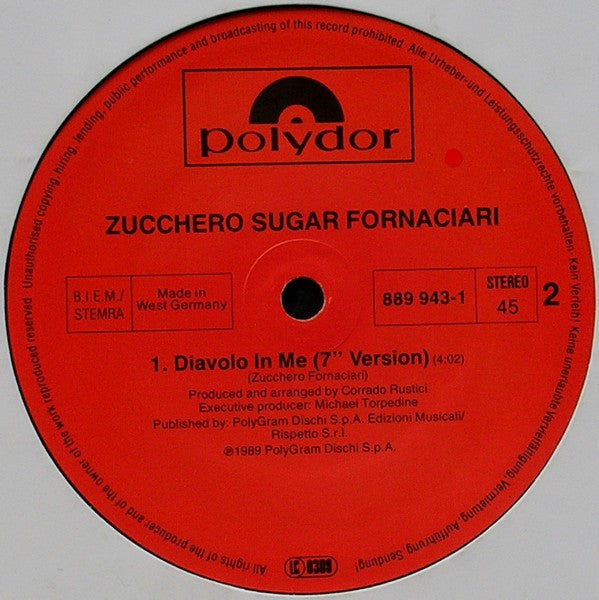 Unauthorised copying, hiring, lending, public performance and broadcasting of this record prohibited · Alle Urheber- und Leistungsschutzrechte vorbehalten: Kein Verleih! Keine unerlaubte Vervielfältigung, Vermietung, Aufführung, Sendung!
polydor
ZUCCHERO SUGAR FORNACIARI
B.I.E.M./
STEMRA
Made in
West Germany
889 943-1
STEREO
45
2
1. Diavolo In Me (7'' Version) (4:02)
(Zucchero Fornaciari)
Produced and arranged by Corrado Rustici
Executive producer: Michael Torpedine
Published by: PolyGram Dischi S.p.A. Edizioni Musicali/
Rispetto S.r.l.
℗1989 PolyGram Dischi S.p.A.
All rights of the producer and of the owner of the work reproduced reserved
LC 0309